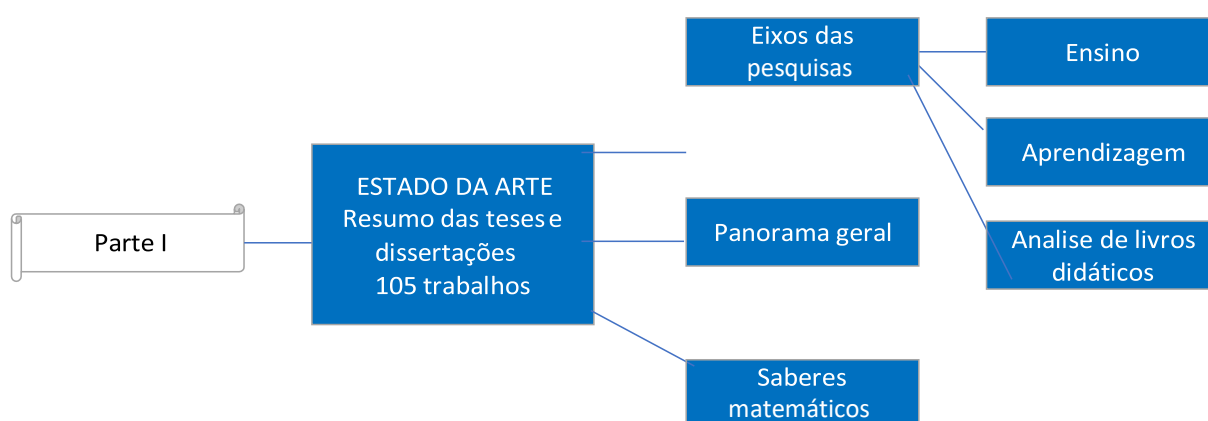 Parte I
ESTADO DA ARTE
Resumo das teses e
dissertações
105 trabalhos
Eixos das
pesquisas
Panorama geral
Saberes
matemáticos
Ensino
Aprendizagem
Analise de livros
didáticos